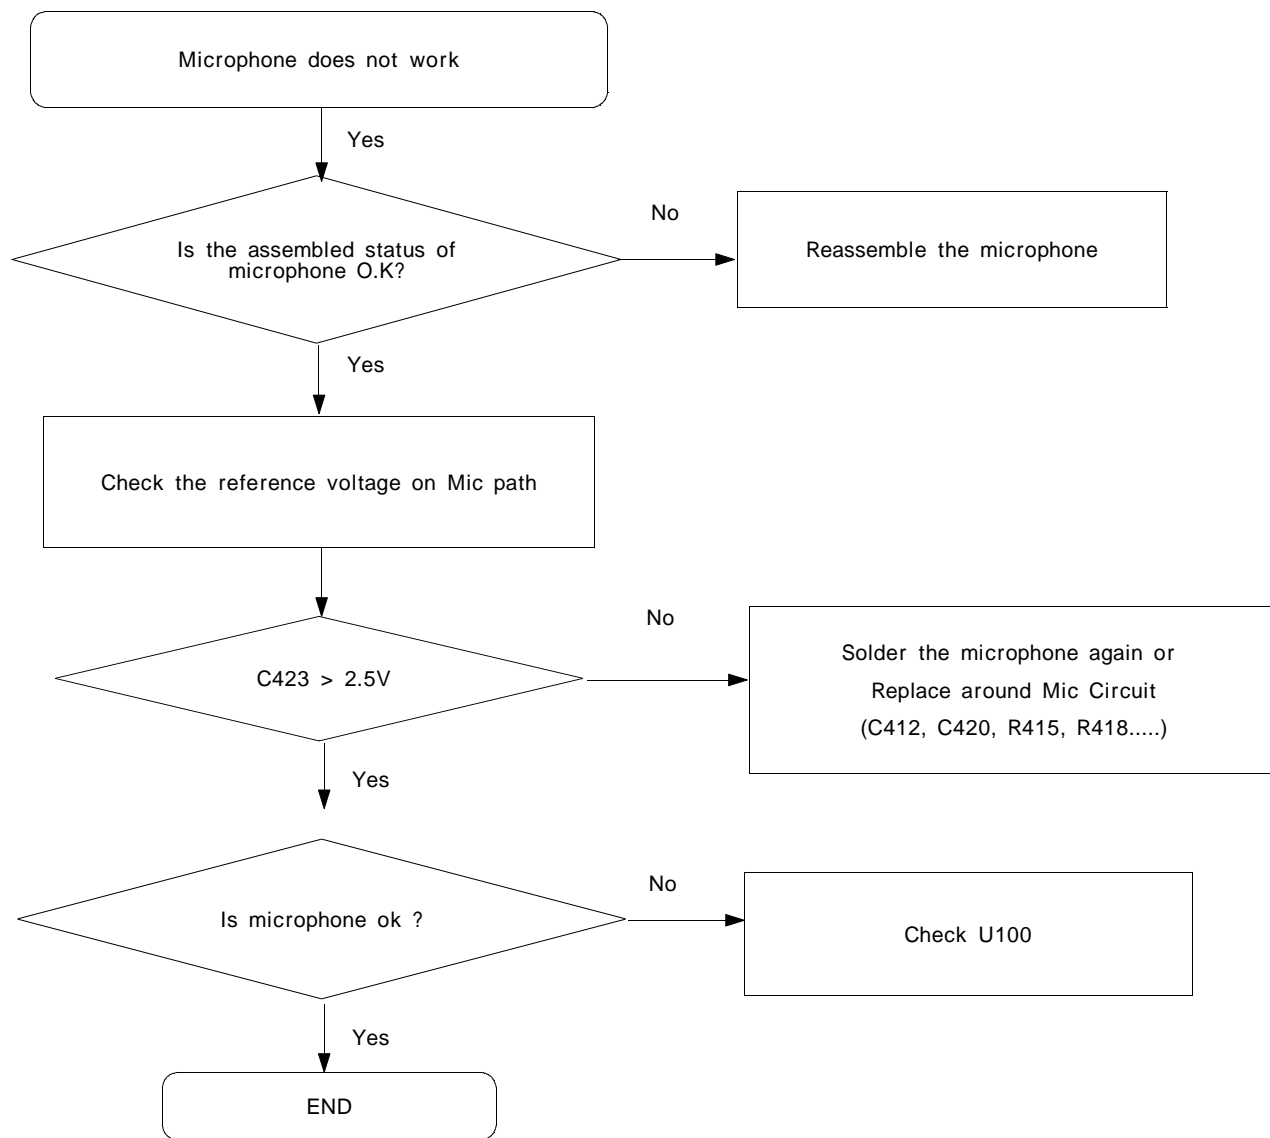 Microphone does not work
Yes
Is the assembled status of
microphone O.K?
No
Reassemble the microphone
Yes
Check the reference voltage on Mic path
C423 > 2.5V
No
Solder the microphone again or
Replace around Mic Circuit
(C412, C420, R415, R418.....)
Yes
Is microphone ok ?
No
Check U100
Yes
END